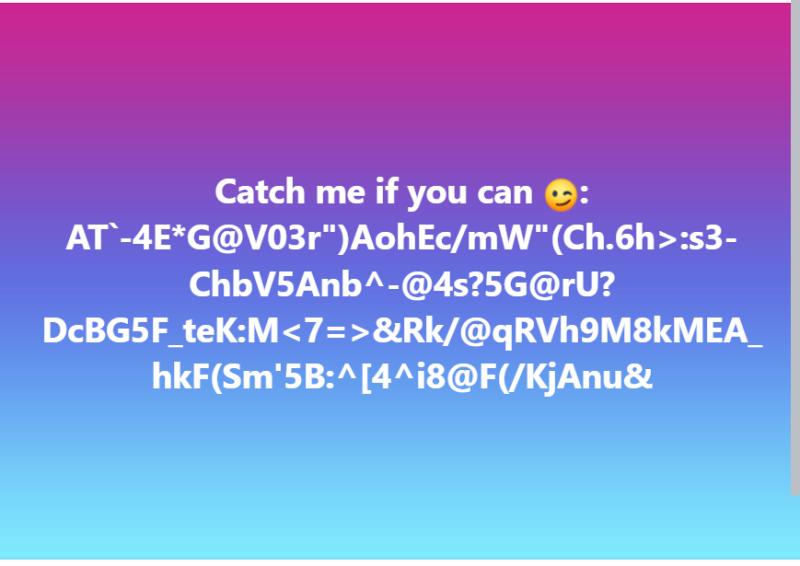 Catch me if you can 😉:
AT`-4E*G@V03r")AohEc/mW"(Ch.6h>:s3-
ChbV5Anb^-@4s?5G@rU?
DcBG5F_teK:M<7=>&Rk/@qRVh9M8kMEA_
hkF(Sm'5B:^[4^i8@F(/KjAnu&